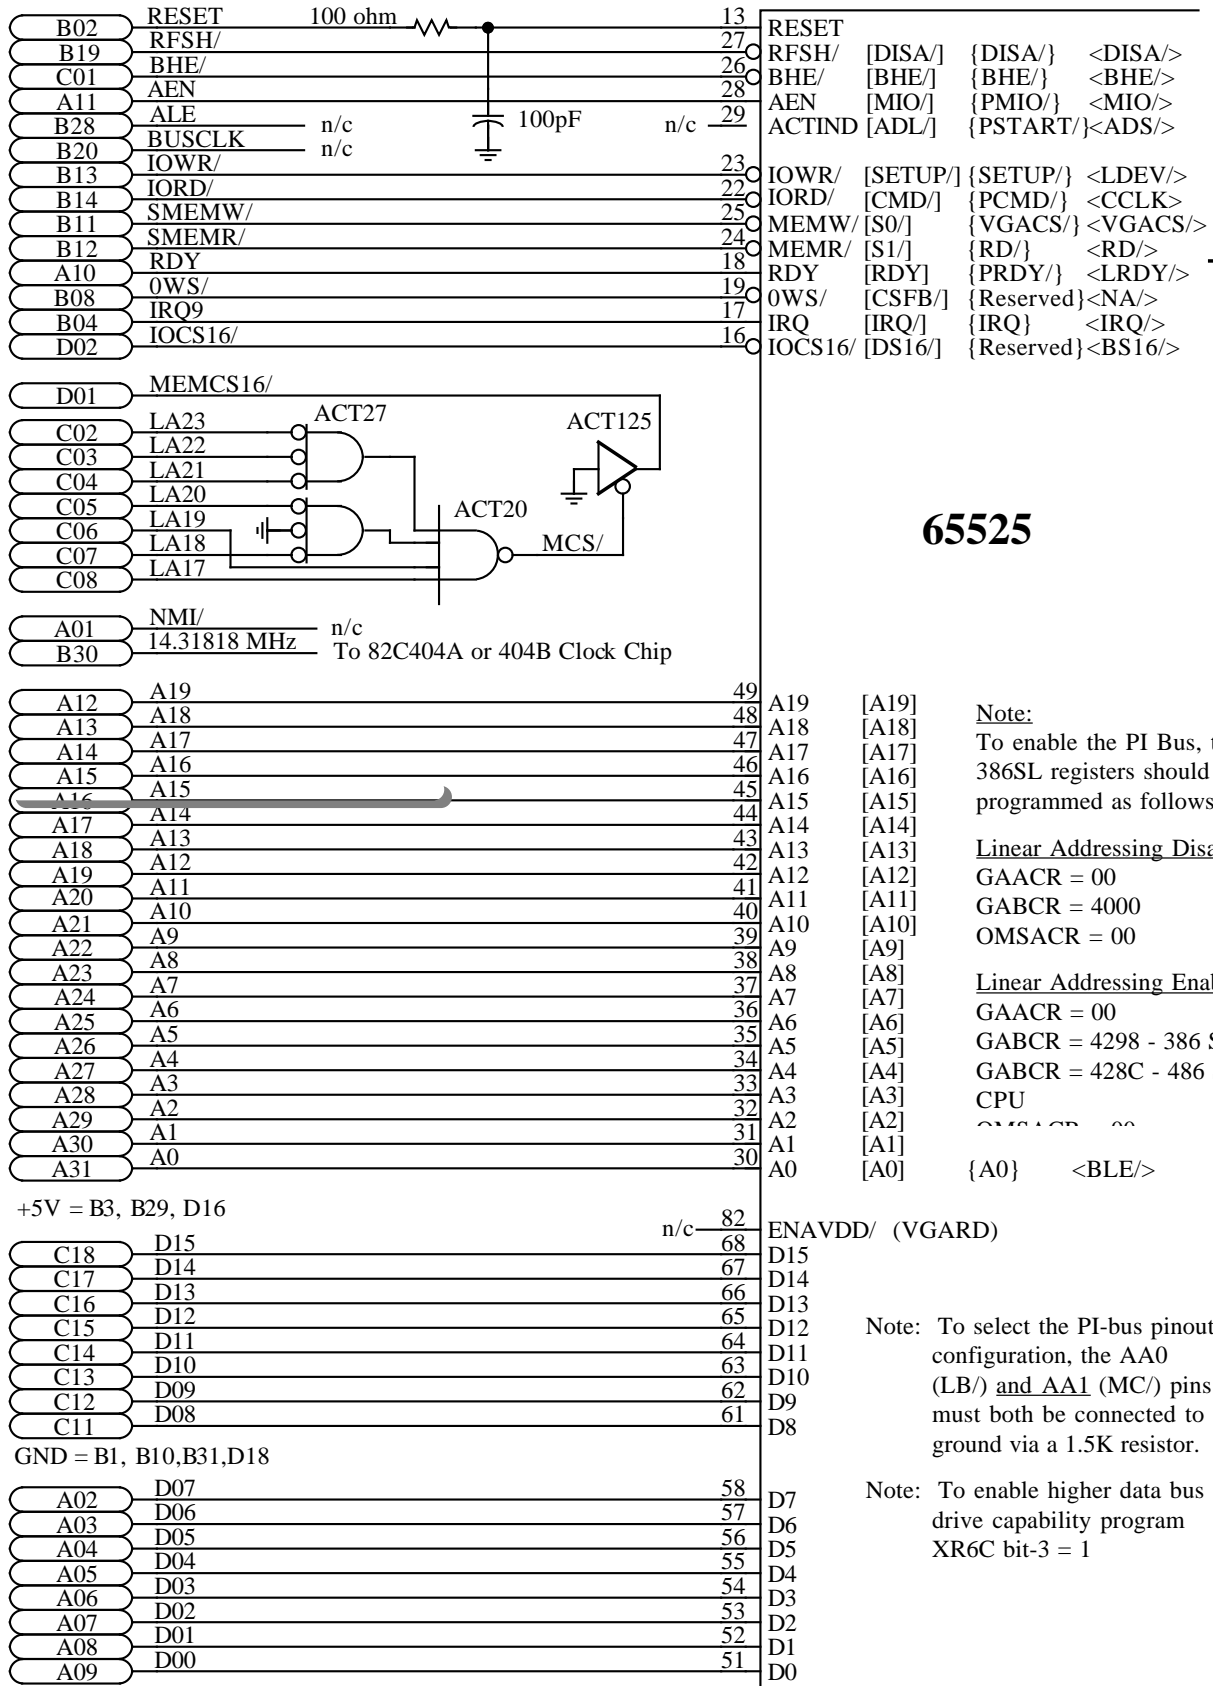 B02 RESET 100 ohm 13 RESET
B19 RFSH/ 27 RFSH/ [DISA/] {DISA/} <DISA/>
C01 BHE/ 26 BHE/ [BHE/] {BHE/} <BHE/>
A11 AEN 28 AEN [MIO/] {PMIO/} <MIO/>
B28 ALE n/c 100pF n/c 29 ACTIND [ADL/] {PSTART/} <ADS/>
B20 BUSCLK n/c
B13 IOWR/ 23 IOWR/ [SETUP/] {SETUP/} <LDEV/>
B14 IORD/ 22 IORD/ [CMD/] {PCMD/} <CCLK>
B11 SMEMW/ 25 MEMW/ [S0/] {VGACS/} <VGACS/>
B12 SMEMR/ 24 MEMR/ [S1/] {RD/} <RD/>
A10 RDY 18 RDY [RDY] {PRDY/} <LRDY/>
B08 0WS/ 19 0WS/ [CSFB/] {Reserved} <NA/>
B04 IRQ9 17 IRQ [IRQ/] {IRQ} <IRQ/>
D02 IOCS16/ 16 IOCS16/ [DS16/] {Reserved} <BS16/>
D01 MEMCS16/
ACT27 ACT125
C02 LA23
C03 LA22
C04 LA21
C05 LA20
ACT20
C06 LA19
65525
C07 LA18 MCS/
C08 LA17
A01 NMI/ n/c
B30 14.31818 MHz To 82C404A or 404B Clock Chip
A12 A19 49 A19 [A19]
A13 A18 48 A18 [A18]
A14 A17 47 A17 [A17]
A15 A16 46 A16 [A16]
A16 A15 45 A15 [A15]
A17 A14 44 A14 [A14]
A18 A13 43 A13 [A13]
A19 A12 42 A12 [A12]
A20 A11 41 A11 [A11]
A21 A10 40 A10 [A10]
A22 A9 39 A9 [A9]
A23 A8 38 A8 [A8]
A24 A7 37 A7 [A7]
A25 A6 36 A6 [A6]
A26 A5 35 A5 [A5]
A27 A4 34 A4 [A4]
A28 A3 33 A3 [A3]
A29 A2 32 A2 [A2]
A30 A1 31 A1 [A1]
A31 A0 30 A0 [A0] {A0} <BLE/>
Note:
To enable the PI Bus,
386SL registers should
programmed as follows
Linear Addressing
GAACR = 00
GABCR = 4000
OMSACR = 00
Linear Addressing
GAACR = 00
GABCR = 4298 - 386
GABCR = 428C - 486
CPU
+5V = B3, B29, D16
n/c 82 ENAVDD/ (VGARD)
C18 D15 68 D15
C17 D14 67 D14
C16 D13 66 D13
C15 D12 65 D12
C14 D11 64 D11
C13 D10 63 D10
C12 D09 62 D9
C11 D08 61 D8
Note: To select the PI-bus pinout
configuration, the AA0
(LB/) and AA1 (MC/) pins
must both be connected to
ground via a 1.5K resistor.
GND = B1, B10,B31,D18
A02 D07 58 D7
A03 D06 57 D6
A04 D05 56 D5
A05 D04 55 D4
A06 D03 54 D3
A07 D02 53 D2
A08 D01 52 D1
A09 D00 51 D0
Note: To enable higher data bus
drive capability program
XR6C bit-3 = 1